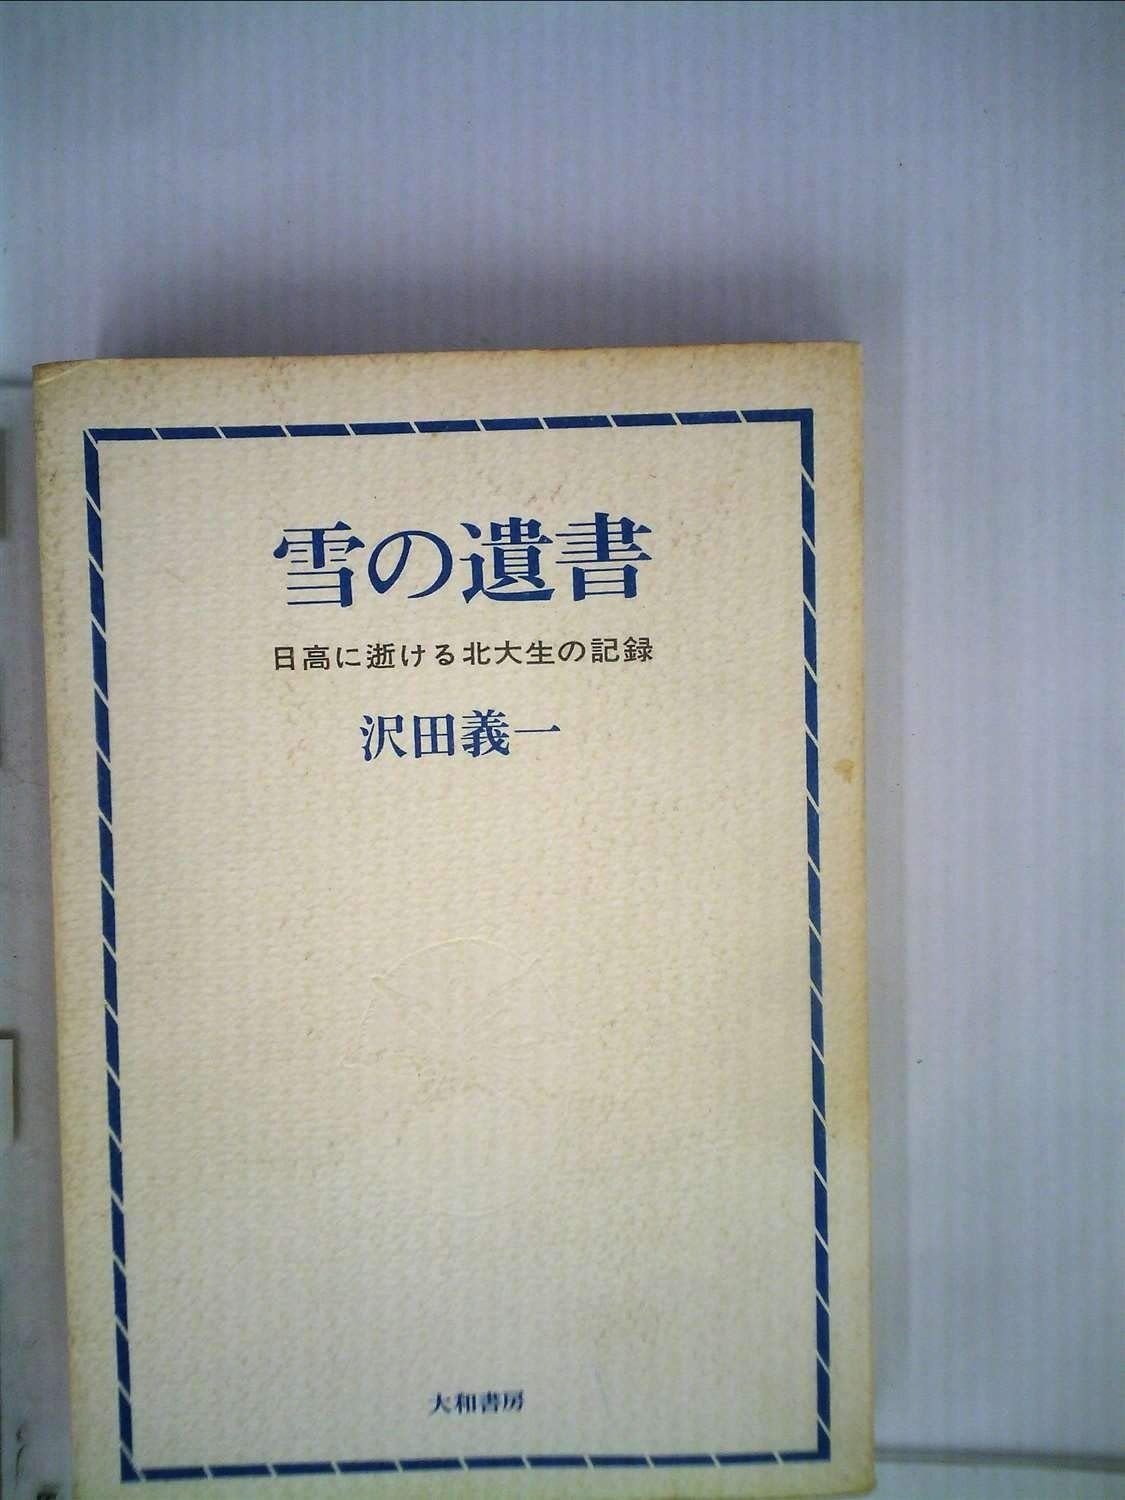 雪の遺書
日高に逝ける北大生の記録
沢田義一
大和書房